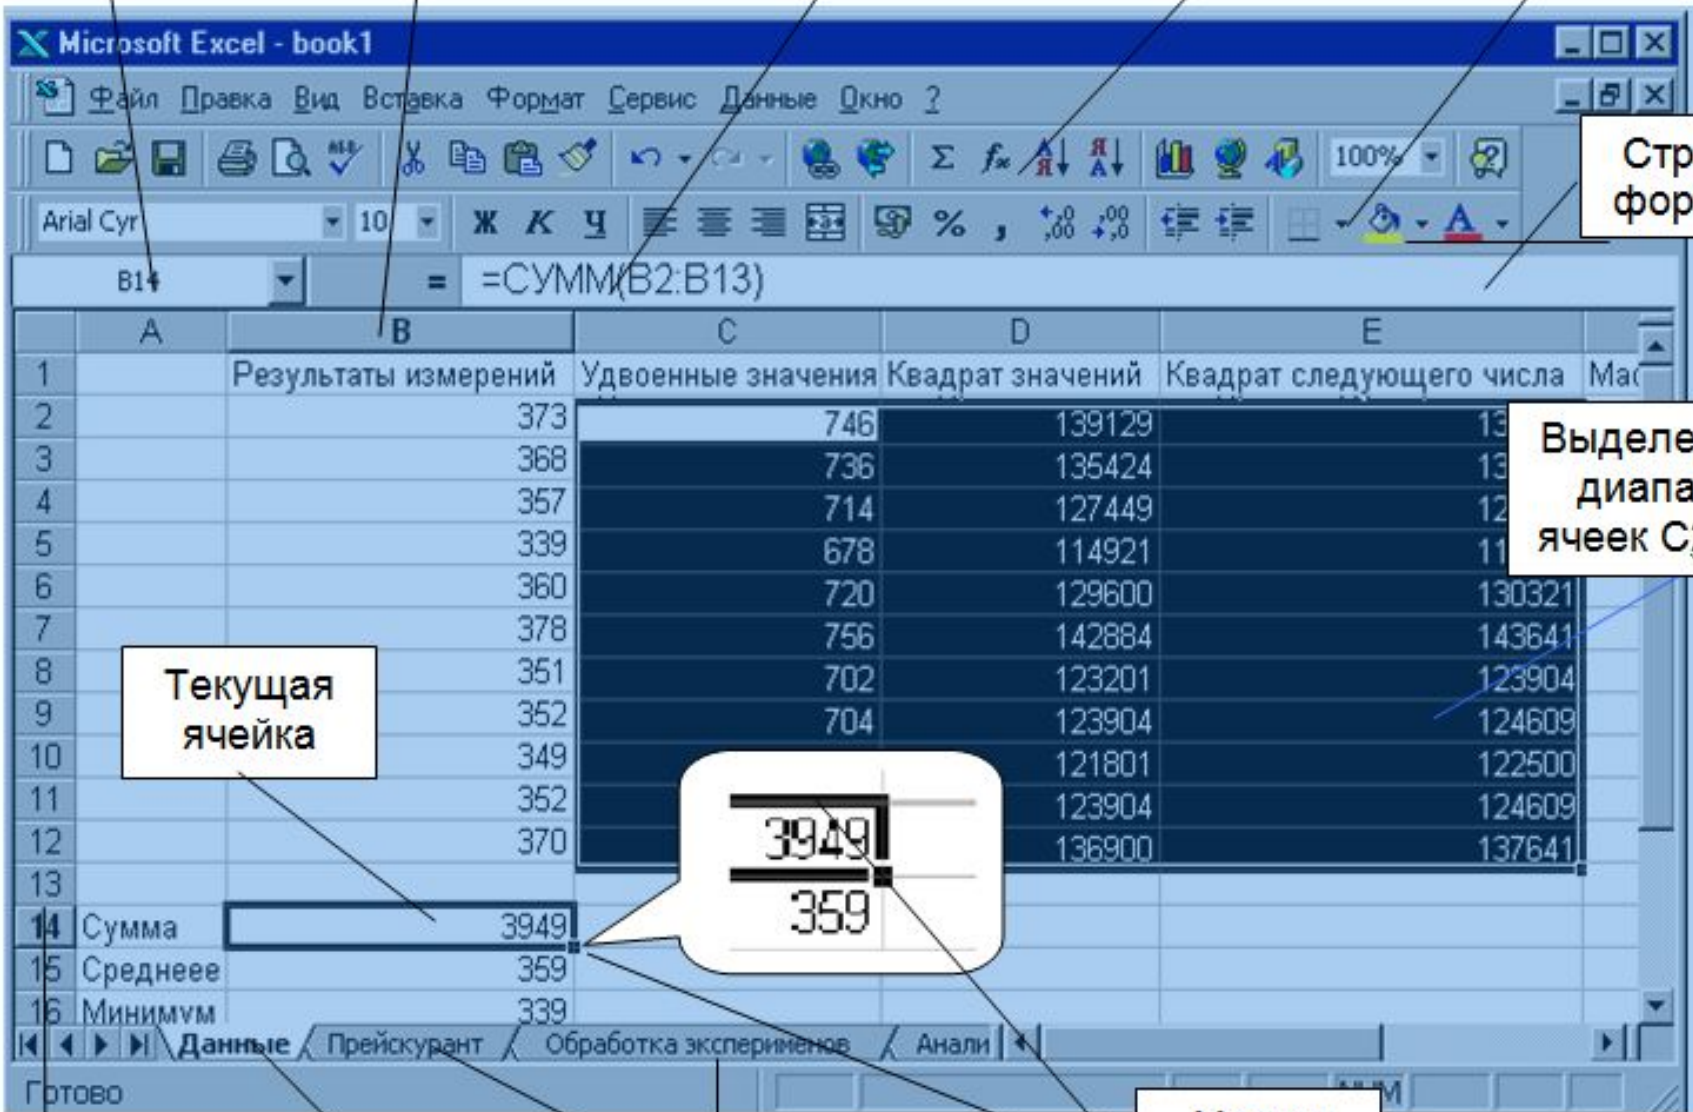 Microsoft Excel - book1
Файл Правка Вид Вставка Формат Сервис Данные Окно ?
100%
Стр
фор
Arial Cyr 10 Ж К Ч % ,
B14 = =СУММ(B2:B13)
A B C D E
1 Результаты измерений Удвоенные значения Квадрат значений Квадрат следующего числа Мас
2 373 746 139129 13
3 368 736 135424 13
4 357 714 127449 12
5 339 678 114921 11
6 360 720 129600 130321
7 378 756 142884 143641
8 351 702 123201 123904
9 352 704 123904 124609
10 349 121801 122500
11 352 123904 124609
12 370 136900 137641
13
14 Сумма 3949
15 Среднеее 359
16 Минимум 339
Выделе
диапа
ячеек C
Текущая
ячейка
3949
359
Данные Прейскурант Обработка эксперименов Анали
Готово NUM